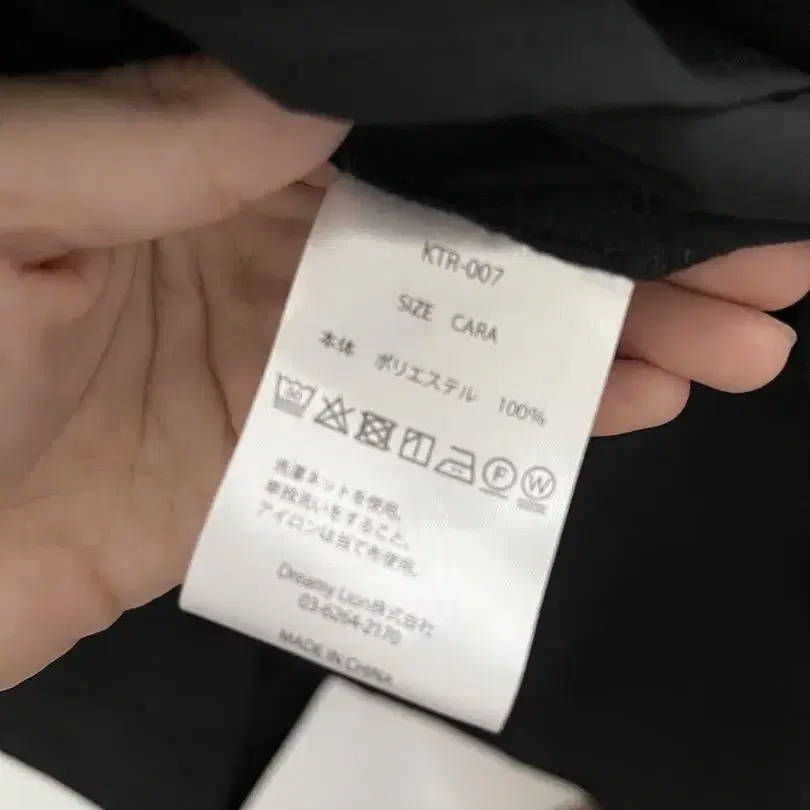 KTR-007
SIZE CARA
本体 ポリエステル 100%
F W
洗濯ネットを使用。
単独洗いをすること。
アイロンは当て布使用。
Dreamy Lion株式会社
03-6264-2170
MADE IN CHINA